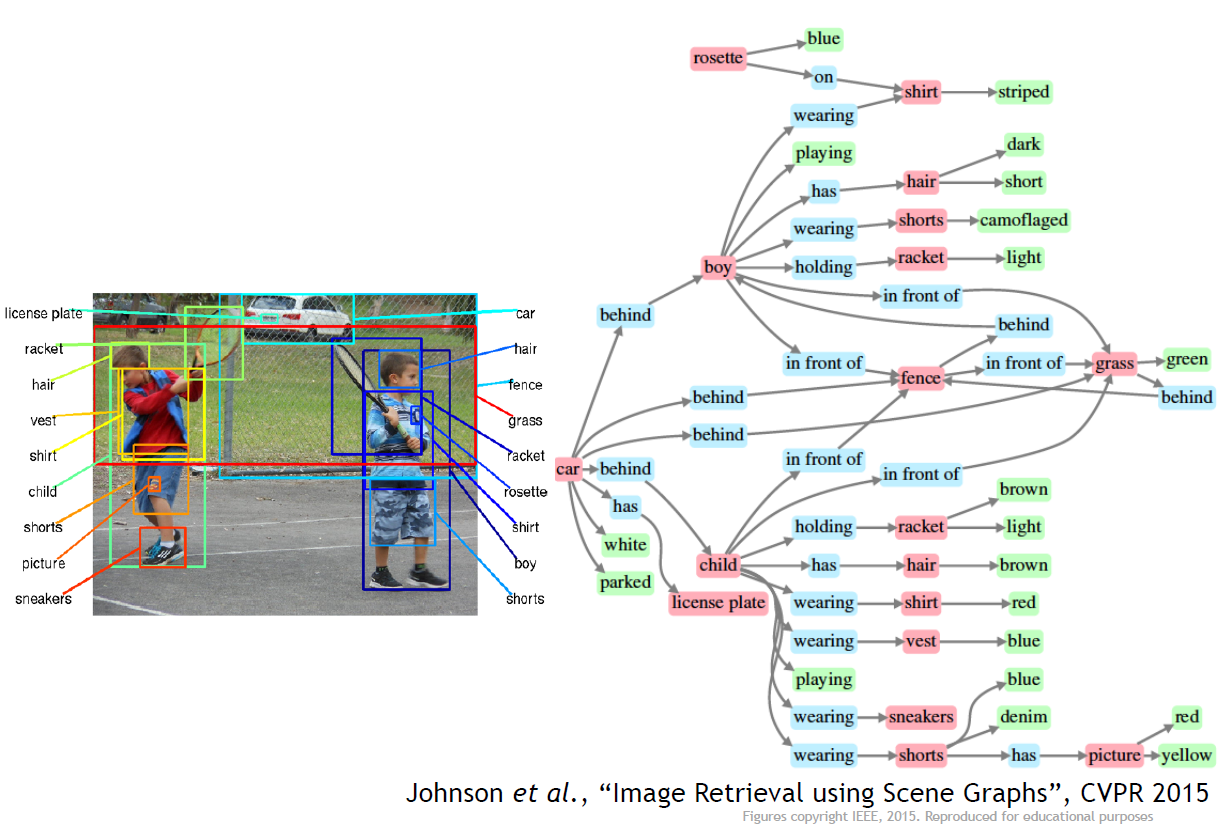 license plate
racket
hair
vest
shirt
child
shorts
picture
sneakers
car
hair
fence
grass
racket
rosette
shirt
boy
shorts
rosette
blue
on
shirt
striped
wearing
playing
dark
has
hair
short
wearing
shorts
camoflaged
boy
holding
racket
light
in front of
behind
behind
in front of
fence
in front of
grass
green
behind
behind
behind
car
behind
in front of
in front of
has
brown
white
holding
racket
light
parked
child
has
hair
brown
license plate
wearing
shirt
red
wearing
vest
blue
playing
blue
wearing
sneakers
denim
red
wearing
shorts
has
picture
yellow
Johnson et al., “Image Retrieval using Scene Graphs”, CVPR 2015
Figures copyright IEEE, 2015. Reproduced for educational purposes